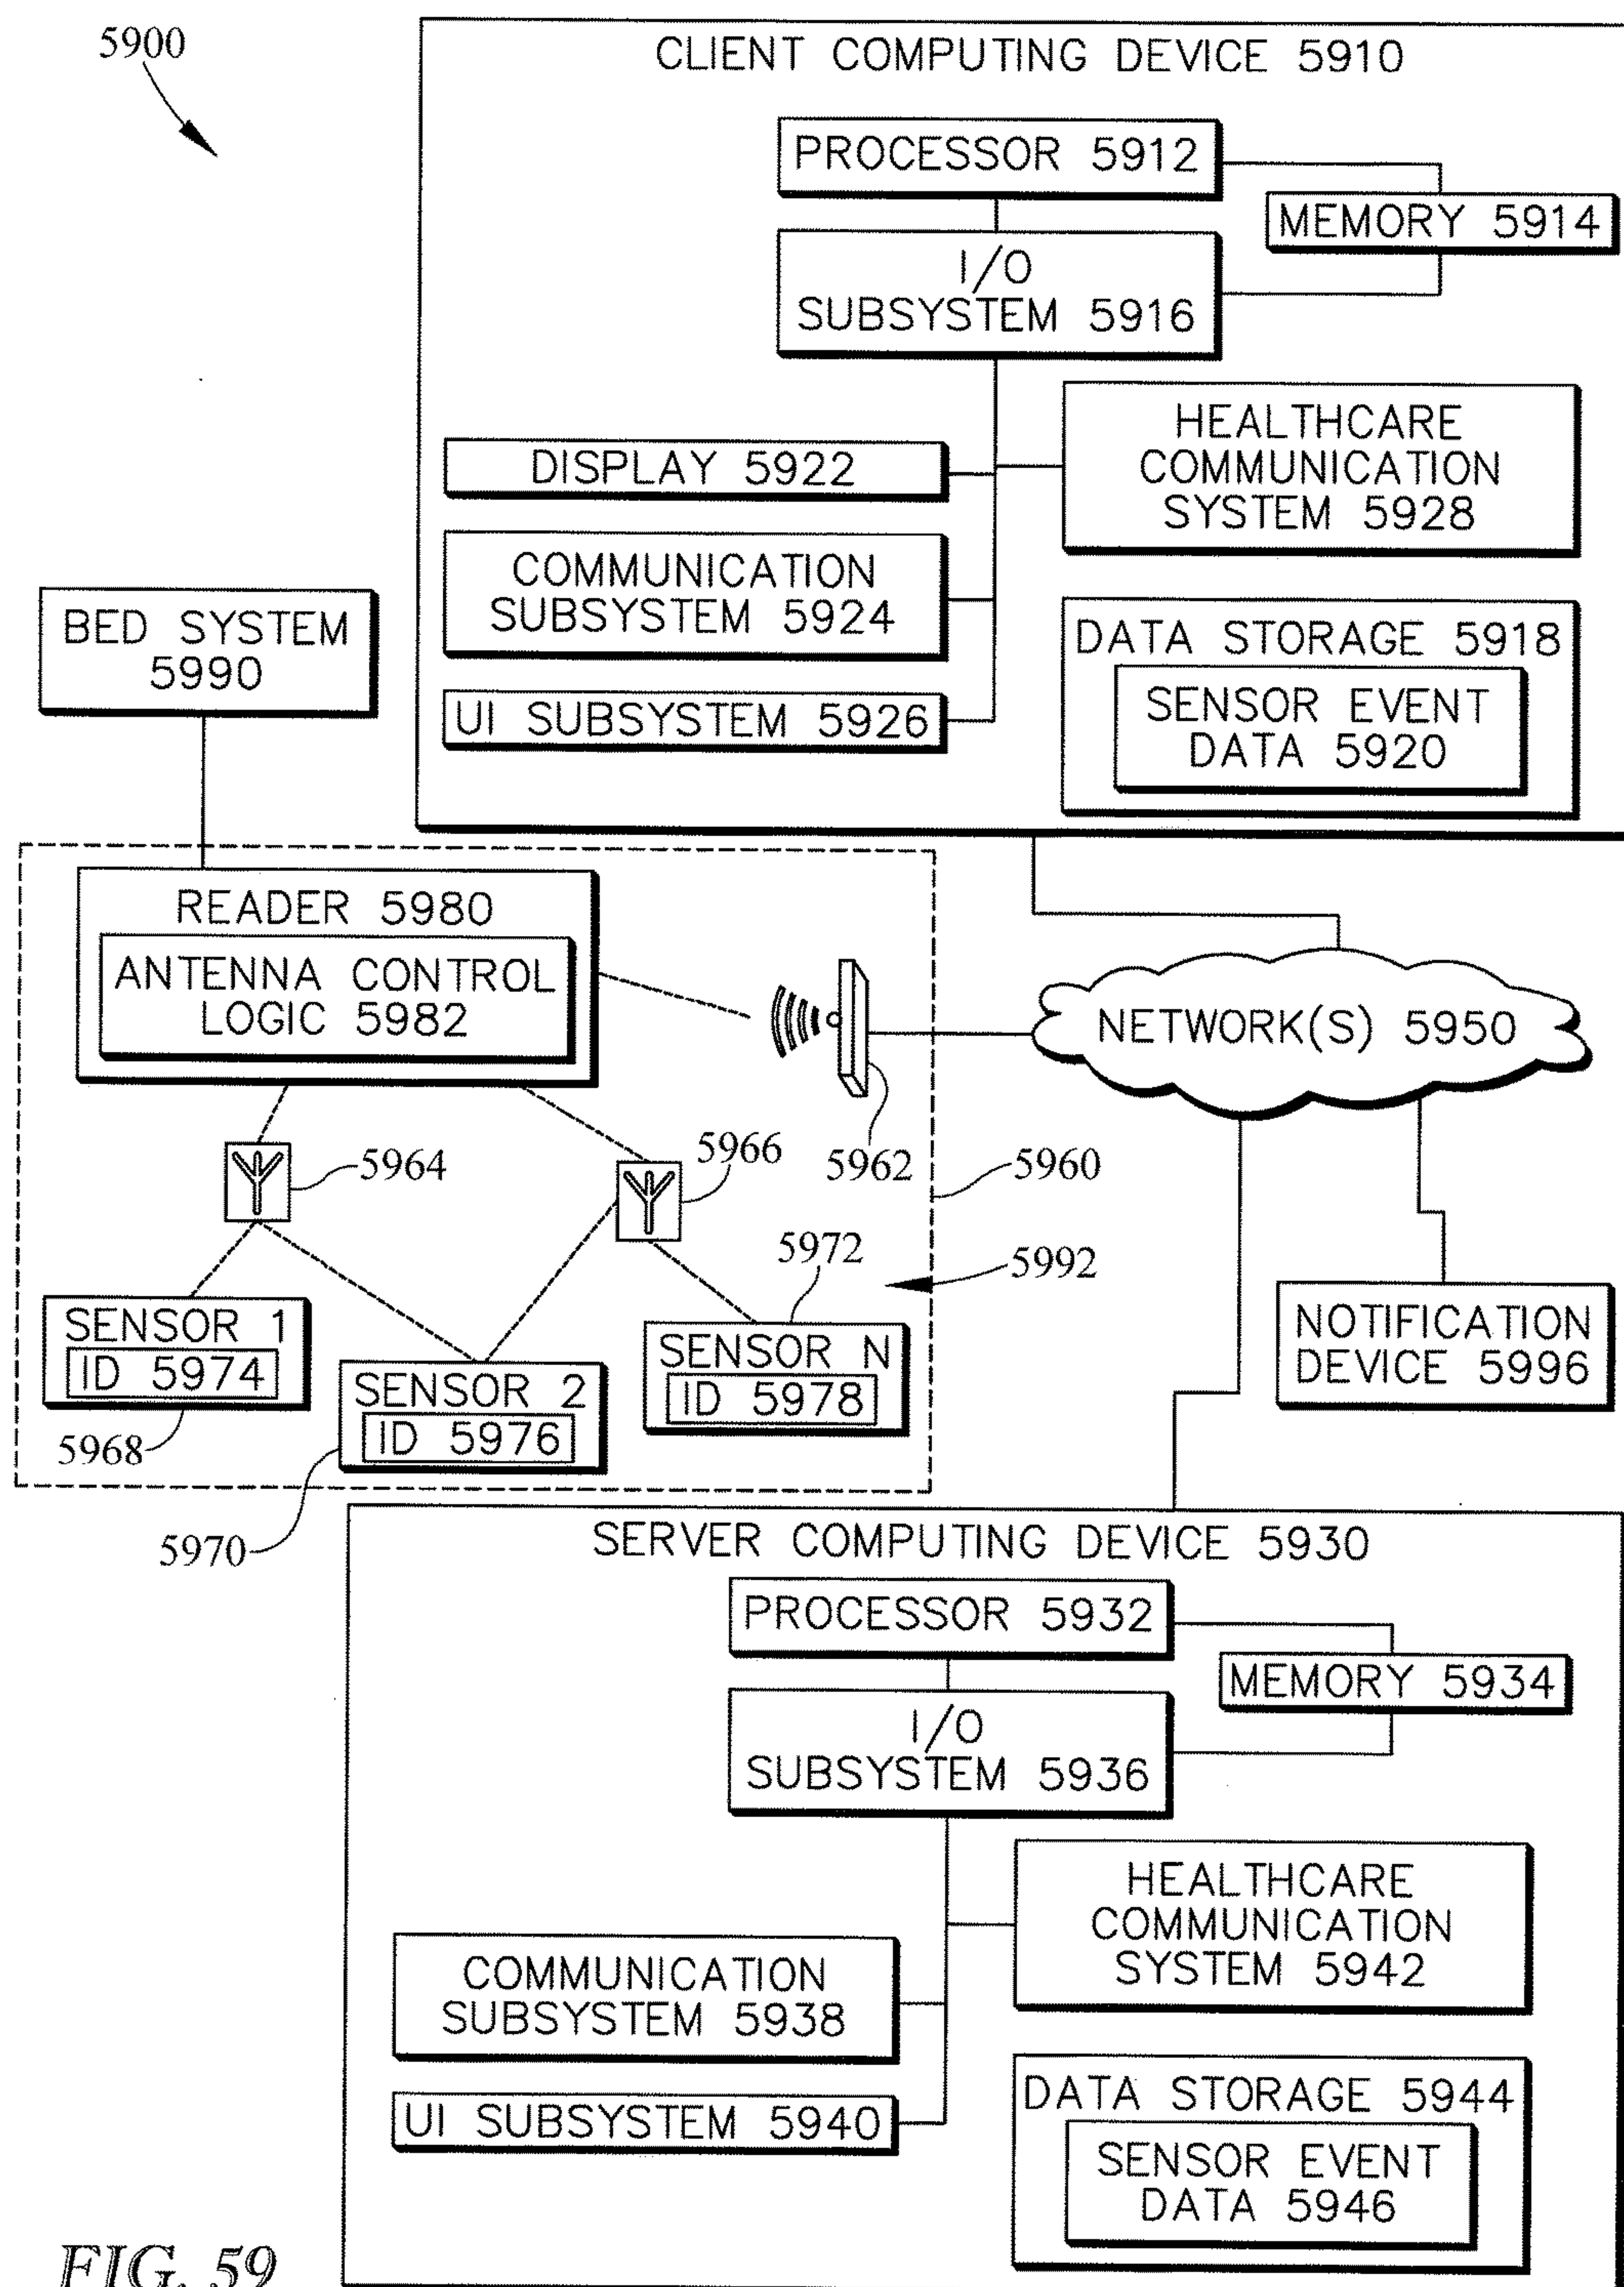 5900
CLIENT COMPUTING DEVICE 5910
PROCESSOR 5912
MEMORY 5914
I/O
SUBSYSTEM 5916
HEALTHCARE
COMMUNICATION
SYSTEM 5928
DISPLAY 5922
COMMUNICATION
SUBSYSTEM 5924
UI SUBSYSTEM 5926
DATA STORAGE 5918
SENSOR EVENT
DATA 5920
BED SYSTEM
5990
READER 5980
ANTENNA CONTROL
LOGIC 5982
NETWORK(S) 5950
5964
5966
5962
5960
5972
5992
SENSOR 1
ID 5974
5968
SENSOR 2
ID 5976
5970
SENSOR N
ID 5978
NOTIFICATION
DEVICE 5996
SERVER COMPUTING DEVICE 5930
PROCESSOR 5932
MEMORY 5934
I/O
SUBSYSTEM 5936
HEALTHCARE
COMMUNICATION
SYSTEM 5942
COMMUNICATION
SUBSYSTEM 5938
UI SUBSYSTEM 5940
DATA STORAGE 5944
SENSOR EVENT
DATA 5946
FIG. 59